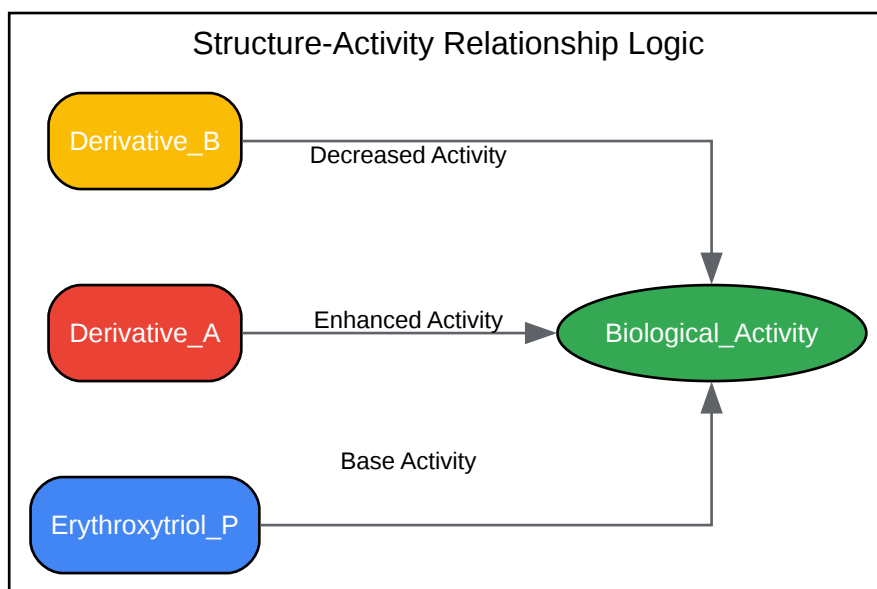 Structure-Activity Relationship Logic
Derivative_B
Decreased Activity
Derivative_A
Enhanced Activity
Biological_Activity
Base Activity
Erythroxytriol_P